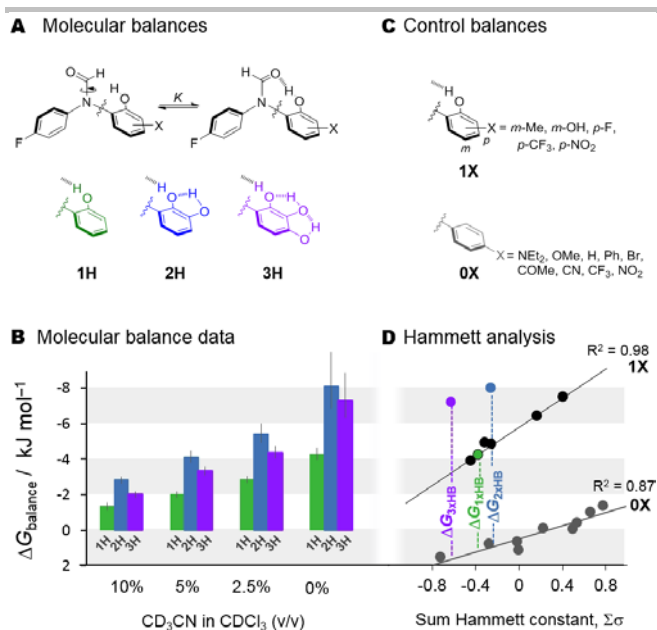 A Molecular balances
C Control balances
O H O
N
F
X
K
O O H
N
F
X
H O
1H
H O H O
2H
H O H O H O
3H
H O
X = m-Me, m-OH, p-F,
p-CF₃, p-NO₂
m p
1X
X = NEt₂, OMe, H, Ph, Br,
COMe, CN, CF₃, NO₂
0X
B Molecular balance data
ΔG_balance / kJ mol⁻¹
-8
-6
-4
-2
0
2
1H 2H 3H 1H 2H 3H 1H 2H 3H 1H 2H 3H
10% 5% 2.5% 0%
CD₃CN in CDCl₃ (v/v)
D Hammett analysis
R² = 0.98
1X
R² = 0.87
0X
ΔG₃ₓHB
ΔG₁ₓHB
ΔG₂ₓHB
-0.8 -0.4 0 0.4 0.8
Sum Hammett constant, Σσ